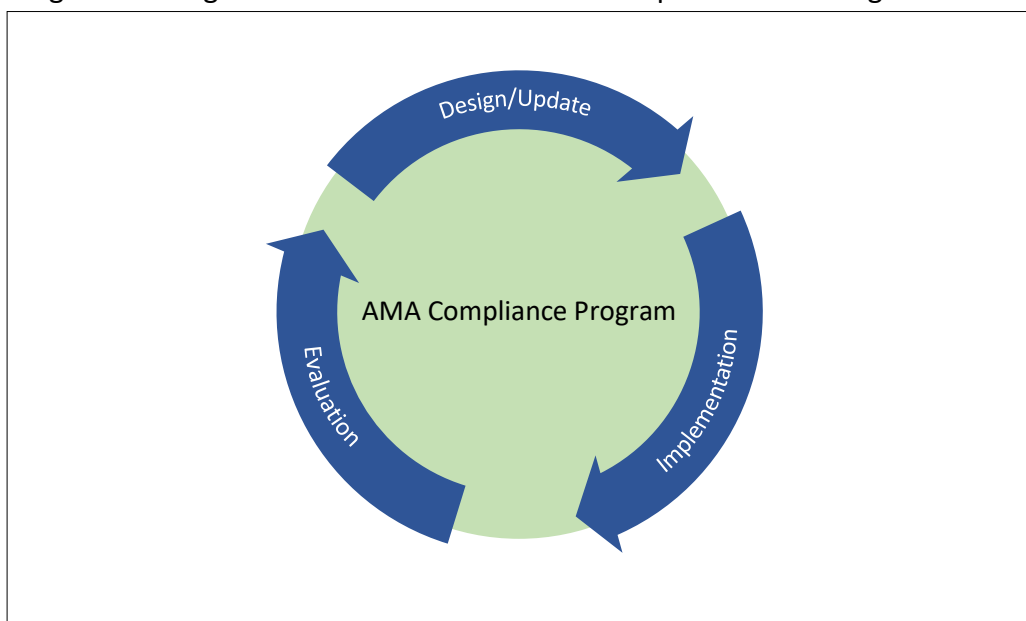 Design/Update
AMA Compliance Program
Implementation
Evaluation